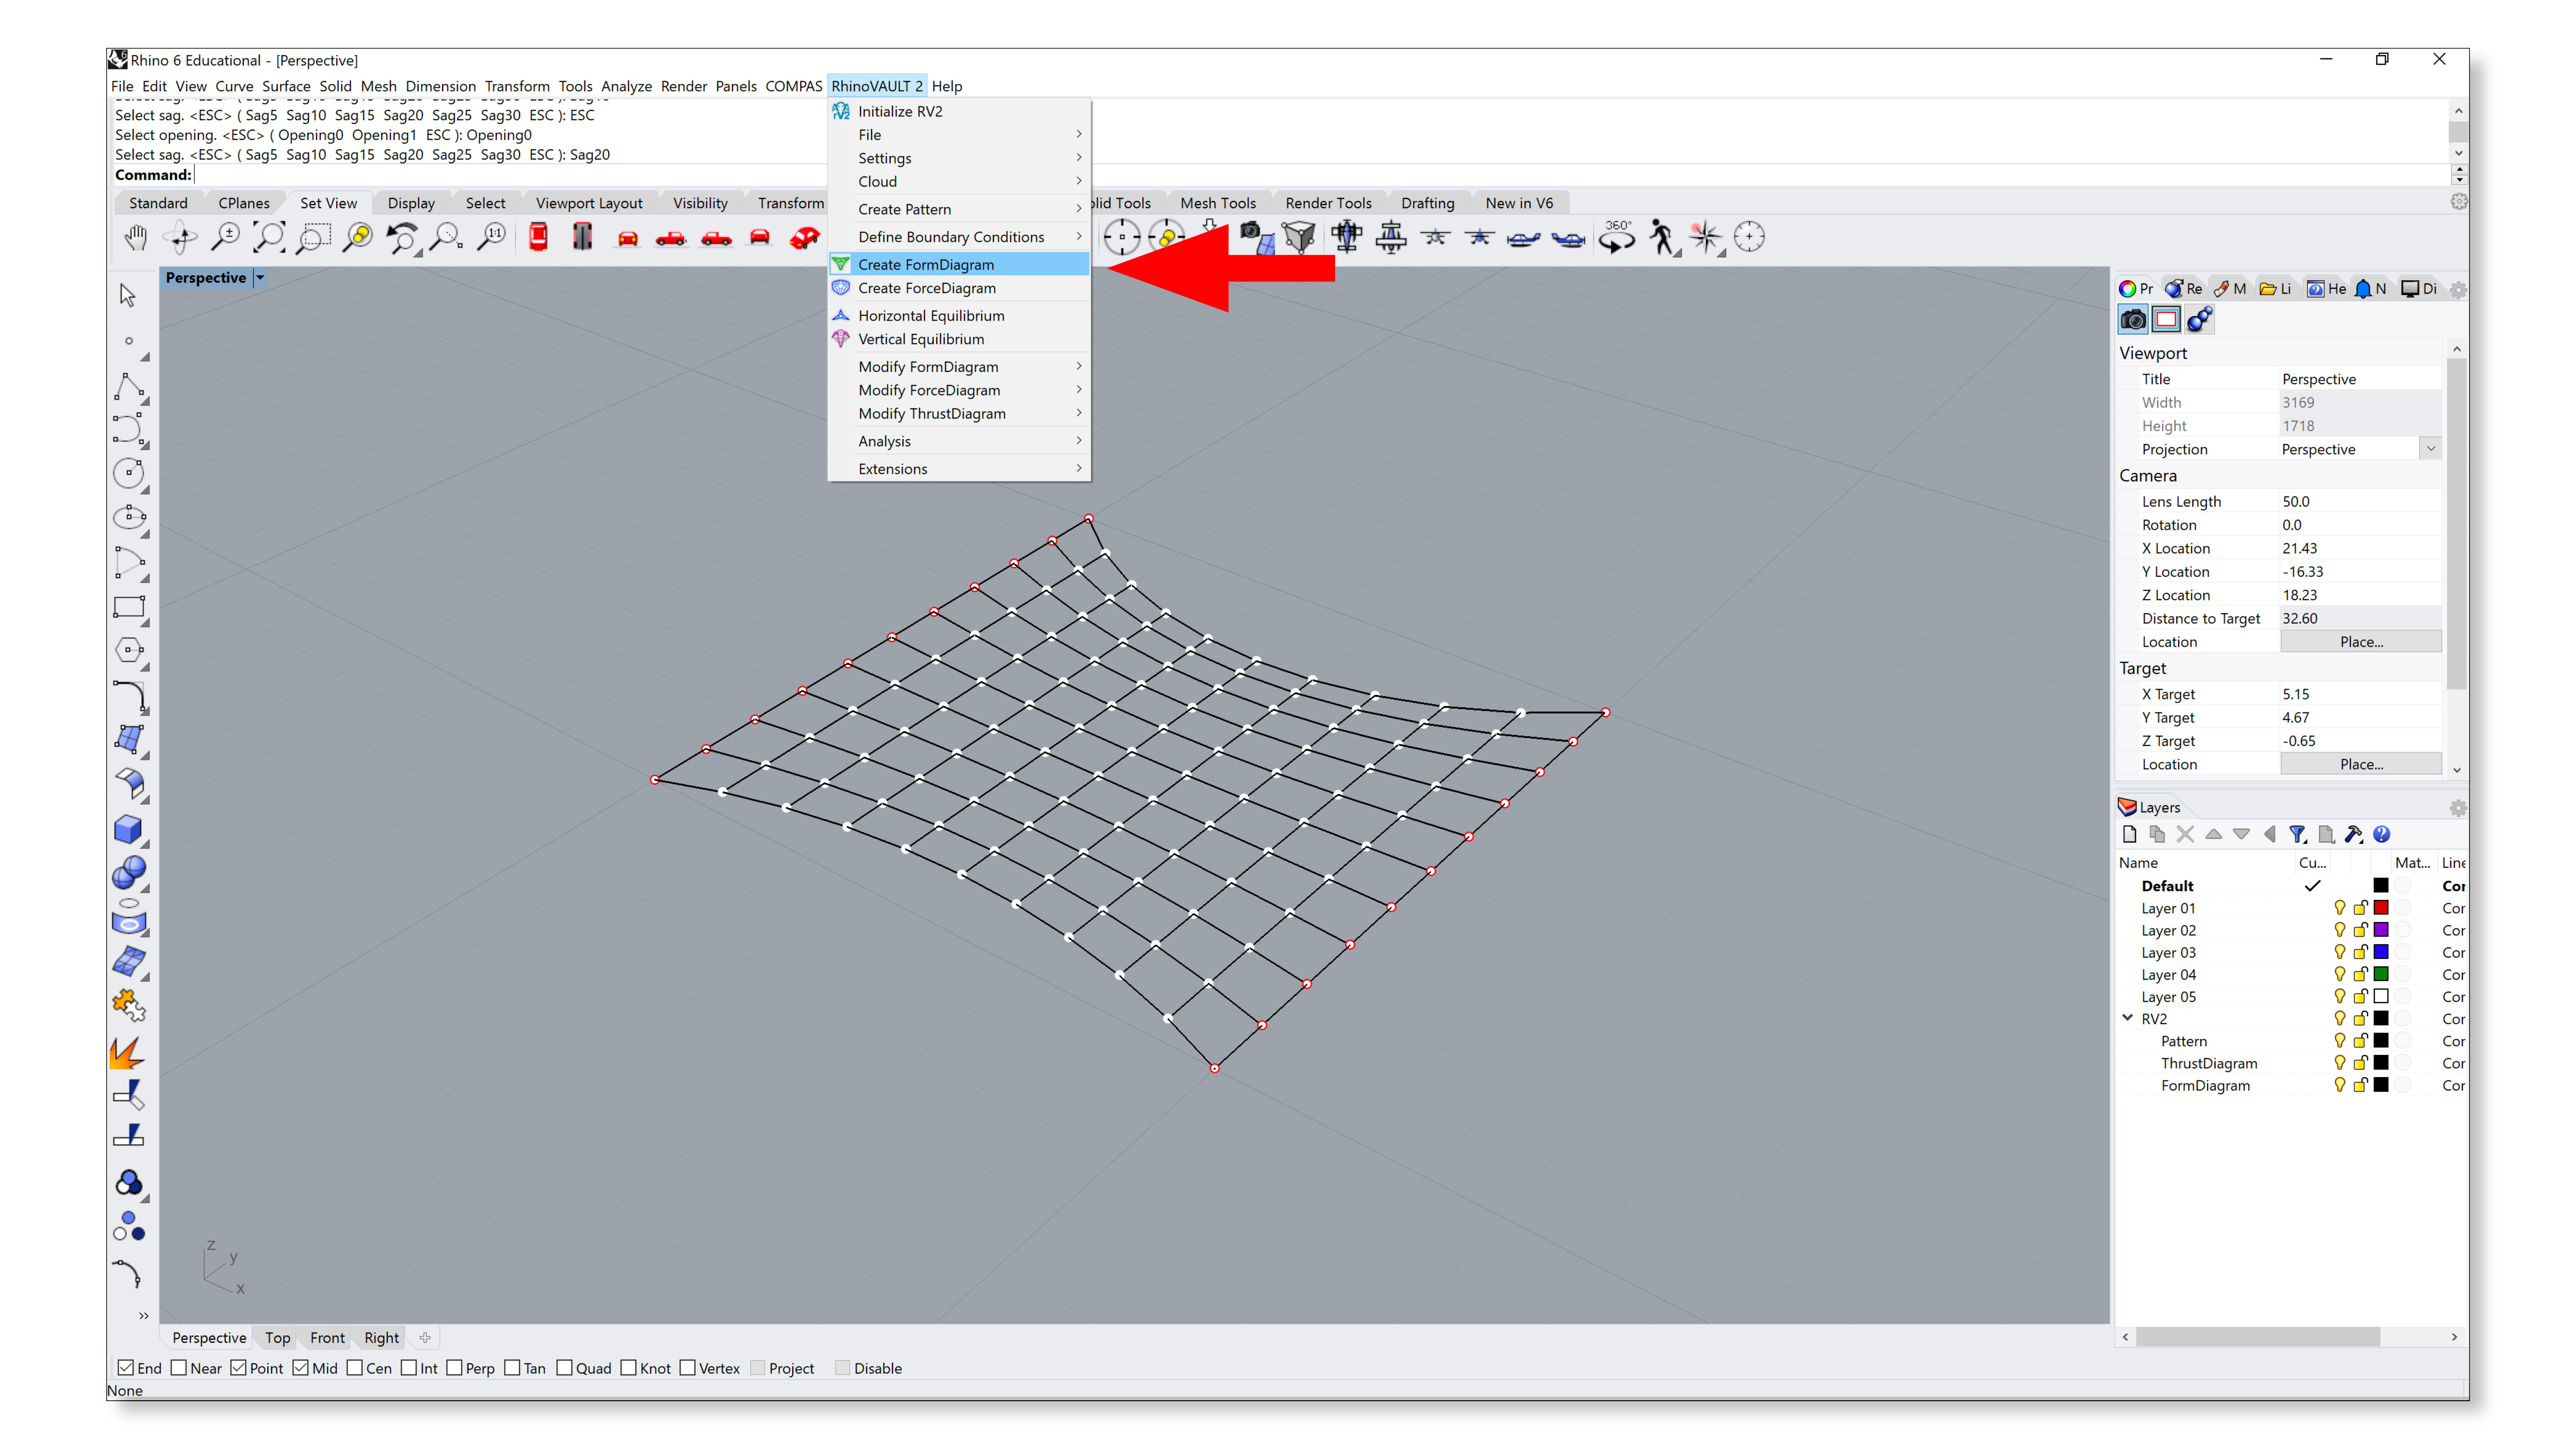 Rhino 6 Educational - [Perspective]
File Edit View Curve Surface Solid Mesh Dimension Transform Tools Analyze Render Panels COMPAS RhinoVAULT 2 Help
Select sag. <ESC> ( Sag5 Sag10 Sag15 Sag20 Sag25 Sag30 ESC ): ESC
Select opening. <ESC> ( Opening0 Opening1 ESC ): Opening0
Select sag. <ESC> ( Sag5 Sag10 Sag15 Sag20 Sag25 Sag30 ESC ): Sag20
Command:
Standard CPlanes Set View Display Select Viewport Layout Visibility Transform Tools Mesh Tools Render Tools Drafting New in V6
1:1
360°
Initialize RV2
File
Settings
Cloud
Create Pattern
Define Boundary Conditions
Create FormDiagram
Create ForceDiagram
Horizontal Equilibrium
Vertical Equilibrium
Modify FormDiagram
Modify ForceDiagram
Modify ThrustDiagram
Analysis
Extensions
Perspective
z
y
x
Perspective Top Front Right
End Near Point Mid Cen Int Perp Tan Quad Knot Vertex Project Disable
None
Pr Re M Li He N Di
Viewport
Title Perspective
Width 3169
Height 1718
Projection Perspective
Camera
Lens Length 50.0
Rotation 0.0
X Location 21.43
Y Location -16.33
Z Location 18.23
Distance to Target 32.60
Location Place...
Target
X Target 5.15
Y Target 4.67
Z Target -0.65
Location Place...
Layers
Name Cu... Mat... Line
Default Cor
Layer 01 Cor
Layer 02 Cor
Layer 03 Cor
Layer 04 Cor
Layer 05 Cor
RV2 Cor
Pattern Cor
ThrustDiagram Cor
FormDiagram Cor